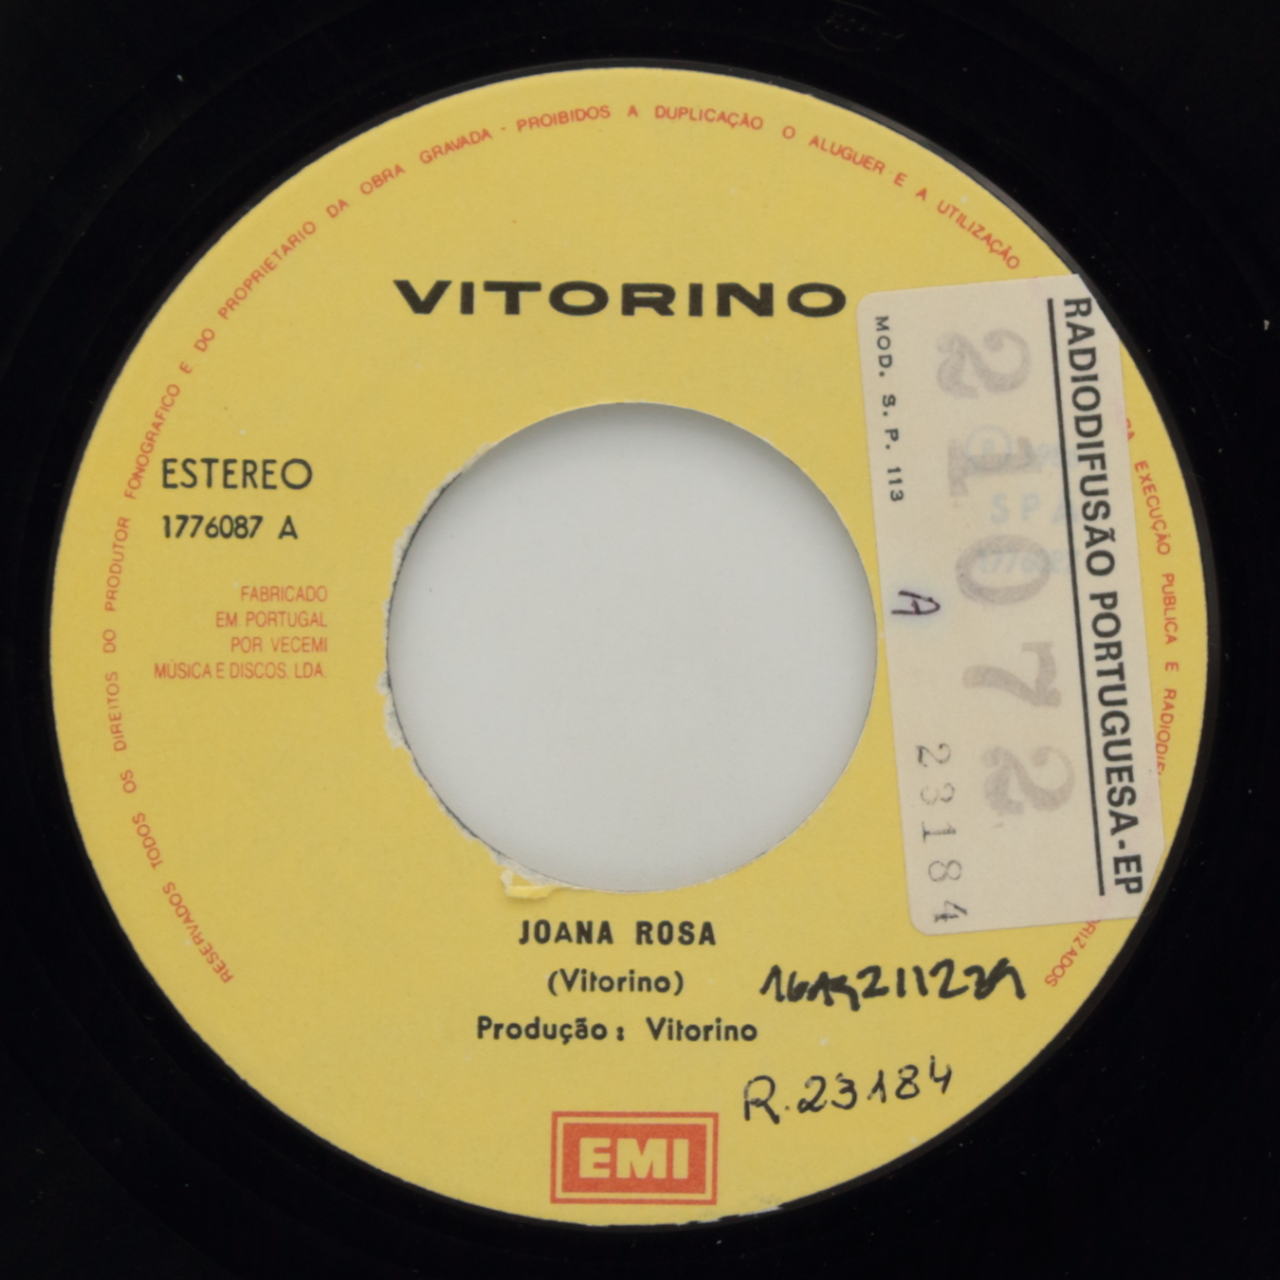 RESERVADOS TODOS OS DIREITOS DO PRODUTOR FONOGRAFICO E DO PROPRIETARIO DA OBRA GRAVADA - PROIBIDOS A DUPLICAÇÃO O ALUGUER E A UTILIZAÇÃO
EXECUÇÃO PUBLICA E RADIODIF
RIZADOS
VITORINO
ESTEREO
1776087 A
FABRICADO
EM PORTUGAL
POR VECEMI
MÚSICA E DISCOS, LDA.
RADIODIFUSÃO PORTUGUESA-EP
21072
MOD. S. P. 113
A
23184
SPA
JOANA ROSA
(Vitorino)
Produção: Vitorino
R.23184
EMI